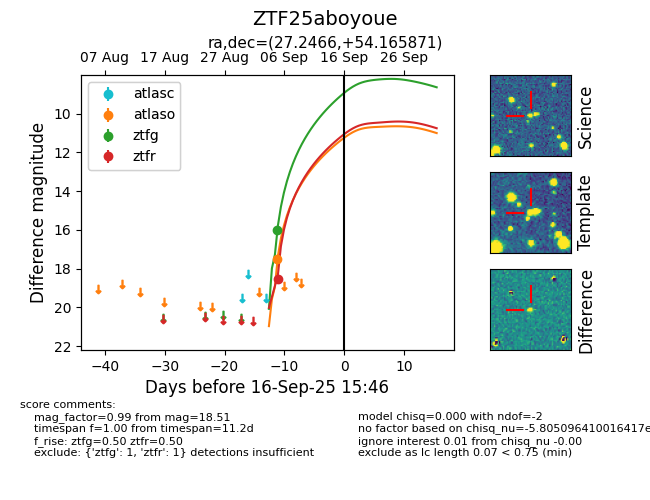 ZTF25aboyoue
ra,dec=(27.2466,+54.165871)
07 Aug 17 Aug 27 Aug 06 Sep 16 Sep 26 Sep
atlasc
atlaso
ztfg
ztfr
Difference magnitude
10
12
14
16
18
20
22
−40 −30 −20 −10 0 10
Days before 16-Sep-25 15:46
Science
Template
Difference
score comments:
mag_factor=0.99 from mag=18.51
timespan f=1.00 from timespan=11.2d
f_rise: ztfg=0.50 ztfr=0.50
exclude: {'ztfg': 1, 'ztfr': 1} detections insufficient
model chisq=0.000 with ndof=-2
no factor based on chisq_nu=-5.805096410016417e
ignore interest 0.01 from chisq_nu -0.00
exclude as lc length 0.07 < 0.75 (min)